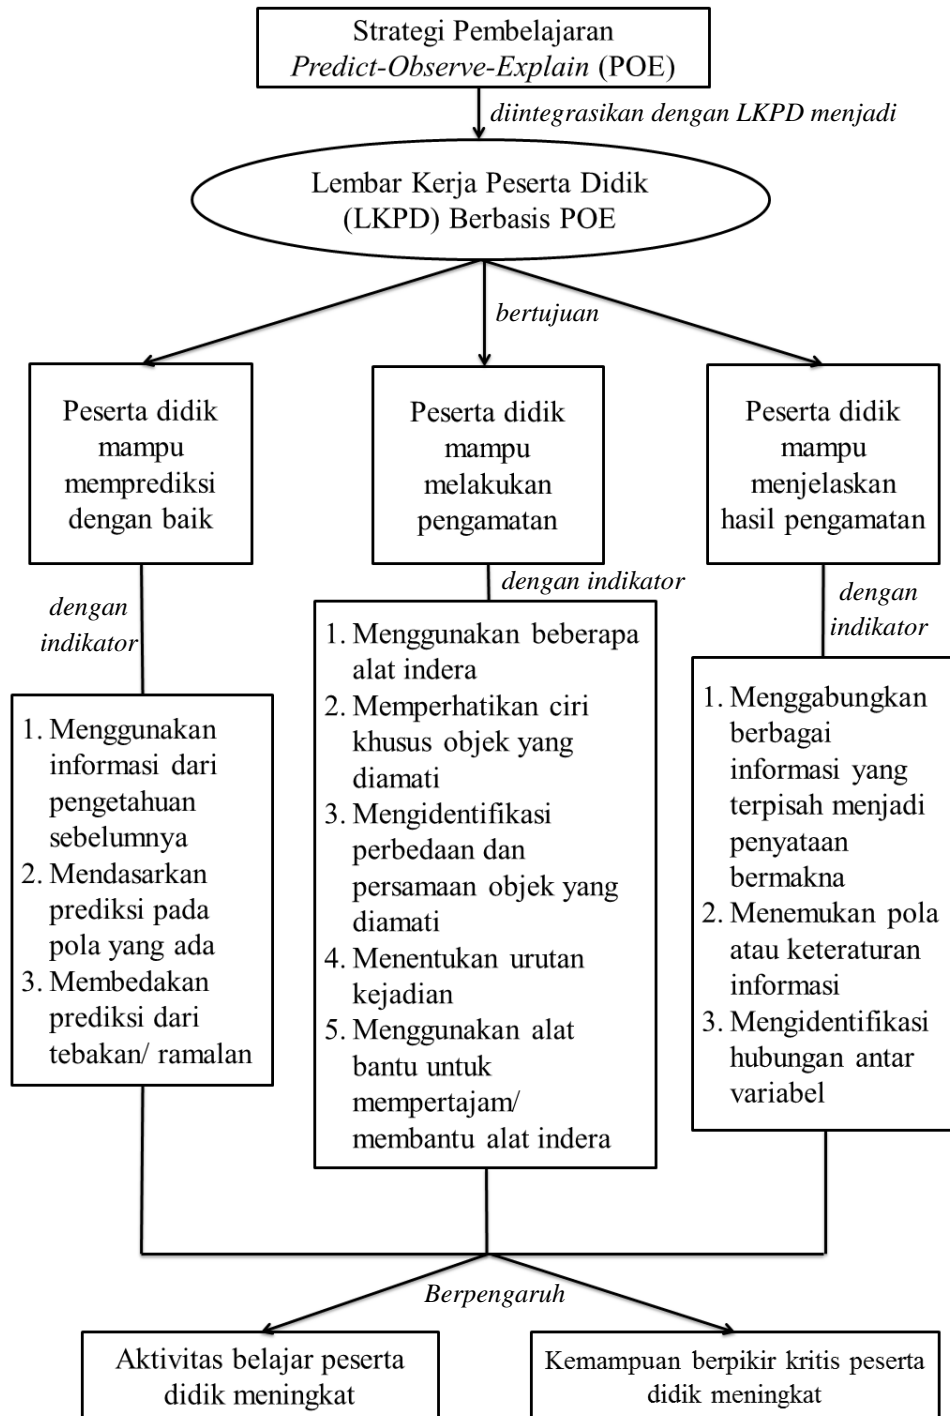 Strategi Pembelajaran
Predict-Observe-Explain (POE)
diintegrasikan dengan LKPD menjadi
Lembar Kerja Peserta Didik
(LKPD) Berbasis POE
bertujuan
Peserta didik
mampu
memprediksi
dengan baik
Peserta didik
mampu
melakukan
pengamatan
Peserta didik
mampu
menjelaskan
hasil pengamatan
dengan
indikator
dengan indikator
dengan
indikator
1. Menggunakan
informasi dari
pengetahuan
sebelumnya
2. Mendasarkan
prediksi pada
pola yang ada
3. Membedakan
prediksi dari
tebakan/ ramalan
1. Menggunakan beberapa
alat indera
2. Memperhatikan ciri
khusus objek yang
diamati
3. Mengidentifikasi
perbedaan dan
persamaan objek yang
diamati
4. Menentukan urutan
kejadian
5. Menggunakan alat
bantu untuk
mempertajam/
membantu alat indera
1. Menggabungkan
berbagai
informasi yang
terpisah menjadi
penyataan
bermakna
2. Menemukan pola
atau keteraturan
informasi
3. Mengidentifikasi
hubungan antar
variabel
Berpengaruh
Aktivitas belajar peserta
didik meningkat
Kemampuan berpikir kritis peserta
didik meningkat